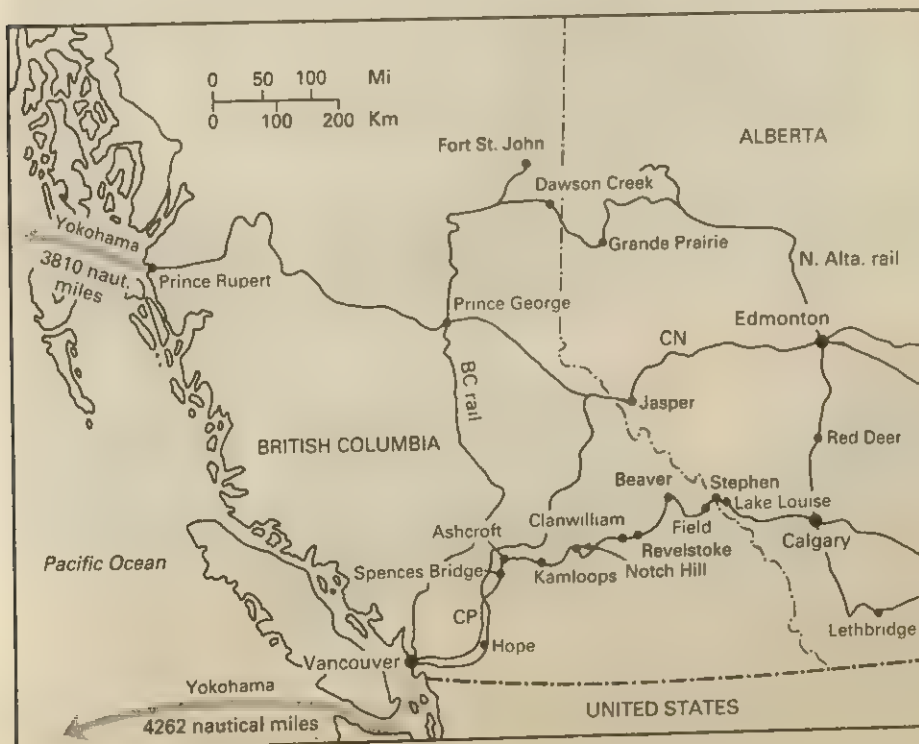 0 50 100 Mi
0 100 200 Km
ALBERTA
Fort St. John
Dawson Creek
Grande Prairie
N. Alta. rail
Yokohama
3810 naut.
miles
Prince Rupert
Prince George
Edmonton
CN
BC rail
Jasper
BRITISH COLUMBIA
Red Deer
Beaver
Stephen
Lake Louise
Ashcroft
Clanwilliam
Field
Calgary
Pacific Ocean
Revelstoke
Spences Bridge
Kamloops
Notch Hill
CP
Hope
Lethbridge
Vancouver
Yokohama
4262 nautical miles
UNITED STATES